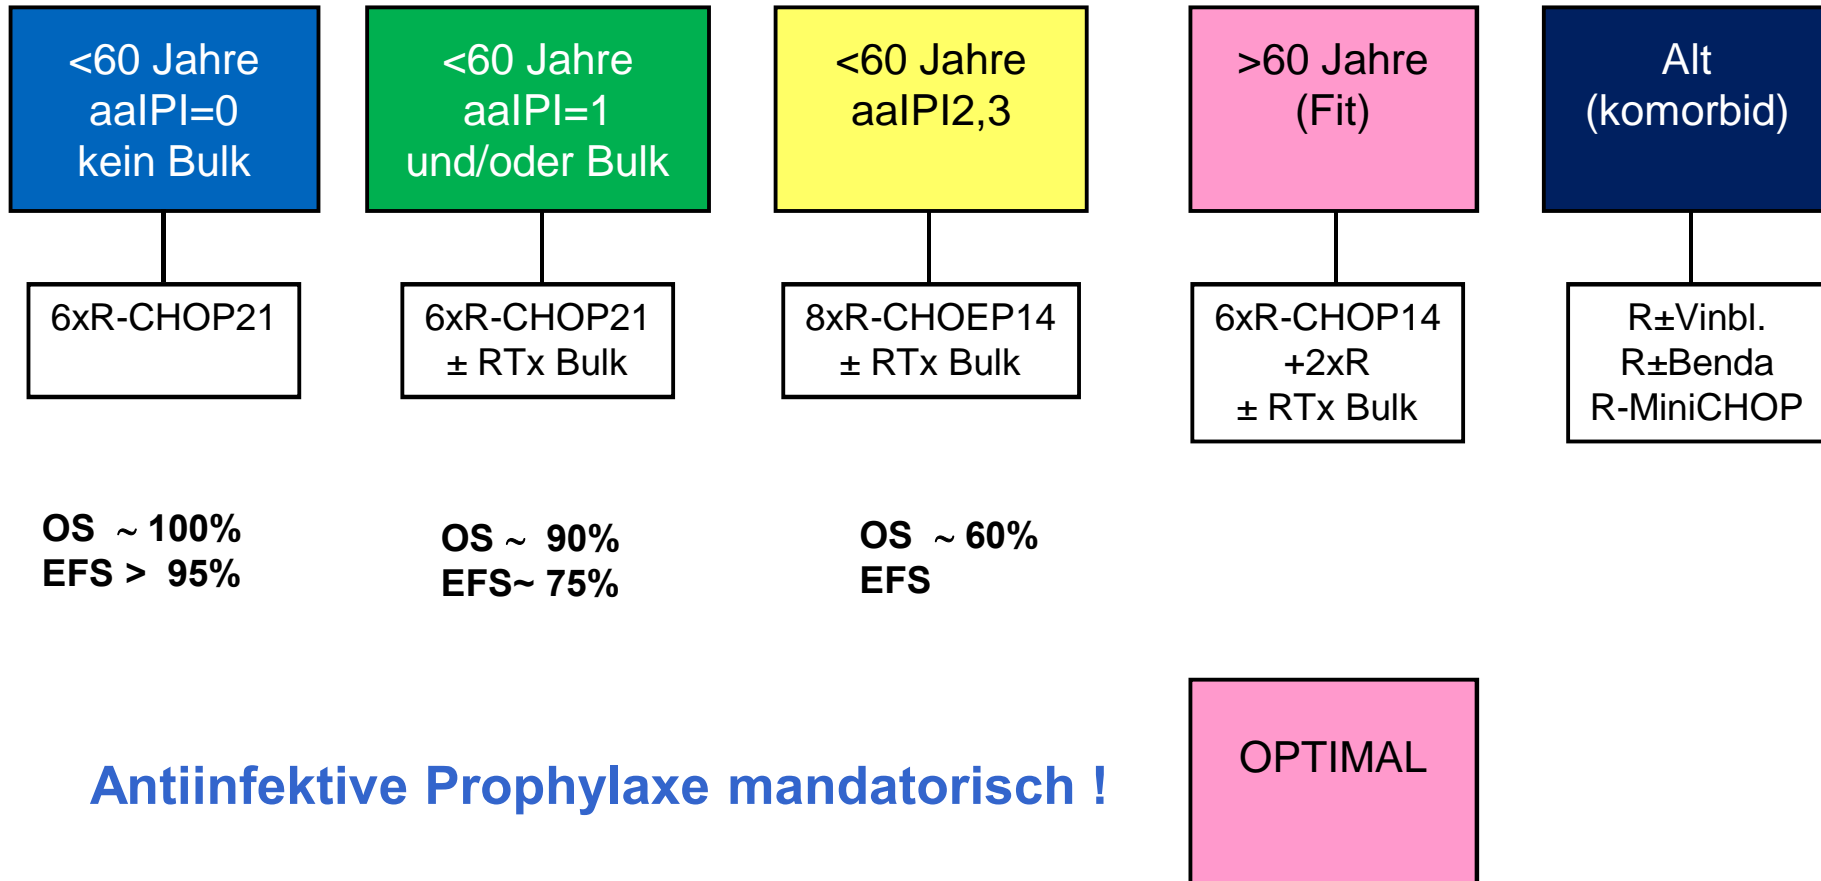 <60 Jahre
aaIPI=0
kein Bulk
<60 Jahre
aaIPI=1
und/oder Bulk
<60 Jahre
aaIPI2,3
>60 Jahre
(Fit)
Alt
(komorbid)
6xR-CHOP21
6xR-CHOP21
± RTx Bulk
8xR-CHOEP14
± RTx Bulk
6xR-CHOP14
+2xR
± RTx Bulk
R±Vinbl.
R±Benda
R-MiniCHOP
OS ~ 100%
EFS > 95%
OS ~ 90%
EFS~ 75%
OS ~ 60%
EFS
Antiinfektive Prophylaxe mandatorisch !
OPTIMAL